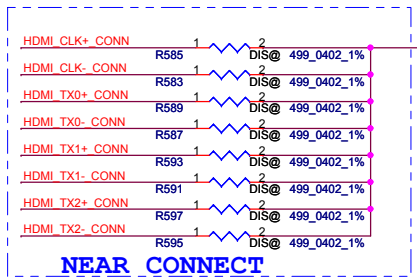 HDMI_CLK+_CONN 1 2
R585 DIS@ 499_0402_1%
HDMI_CLK-_CONN 1 2
R583 DIS@ 499_0402_1%
HDMI_TX0+_CONN 1 2
R589 DIS@ 499_0402_1%
HDMI_TX0-_CONN 1 2
R587 DIS@ 499_0402_1%
HDMI_TX1+_CONN 1 2
R593 DIS@ 499_0402_1%
HDMI_TX1-_CONN 1 2
R591 DIS@ 499_0402_1%
HDMI_TX2+_CONN 1 2
R597 DIS@ 499_0402_1%
HDMI_TX2-_CONN 1 2
R595 DIS@ 499_0402_1%
NEAR CONNECT